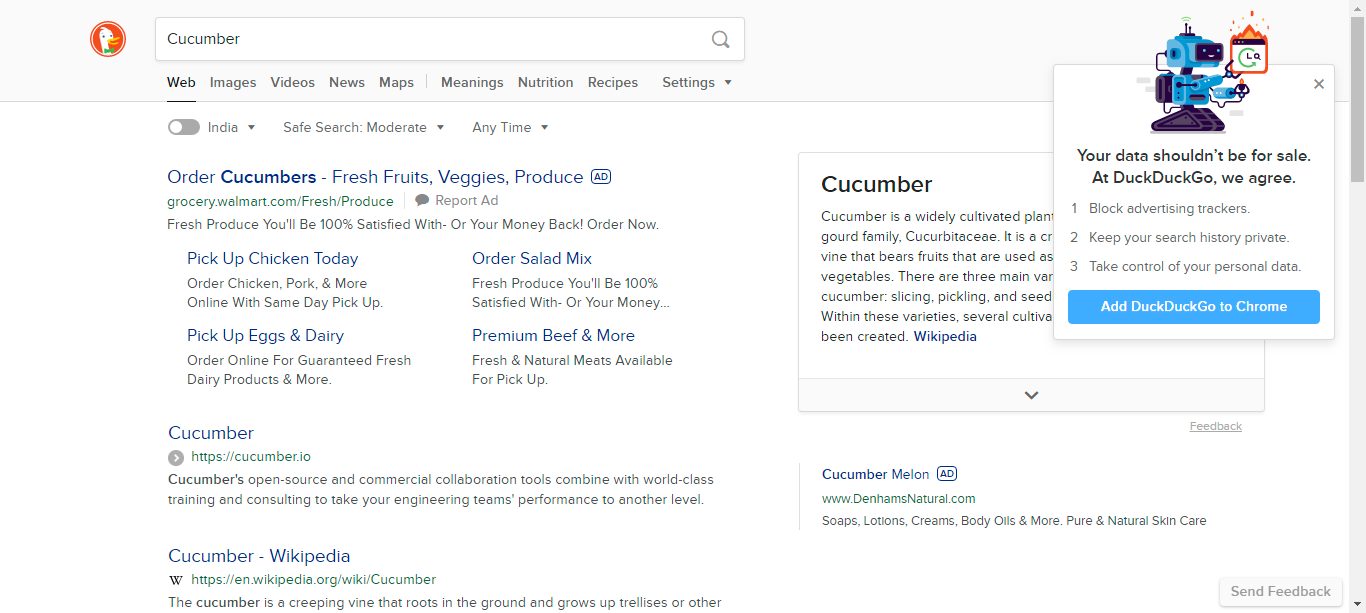 Cucumber
Web Images Videos News Maps Meanings Nutrition Recipes Settings
India Safe Search: Moderate Any Time
Order Cucumbers - Fresh Fruits, Veggies, Produce AD
grocery.walmart.com/Fresh/Produce Report Ad
Fresh Produce You'll Be 100% Satisfied With- Or Your Money Back! Order Now.
Pick Up Chicken Today
Order Chicken, Pork, & More
Online With Same Day Pick Up.
Order Salad Mix
Fresh Produce You'll Be 100%
Satisfied With- Or Your Money...
Pick Up Eggs & Dairy
Order Online For Guaranteed Fresh
Dairy Products & More.
Premium Beef & More
Fresh & Natural Meats Available
For Pick Up.
Cucumber
https://cucumber.io
Cucumber's open-source and commercial collaboration tools combine with world-class
training and consulting to take your engineering teams' performance to another level.
Cucumber - Wikipedia
W https://en.wikipedia.org/wiki/Cucumber
The cucumber is a creeping vine that roots in the ground and grows up trellises or other
Cucumber
Cucumber is a widely cultivated plant
gourd family, Cucurbitaceae. It is a cr
vine that bears fruits that are used as
vegetables. There are three main var
cucumber: slicing, pickling, and seed
Within these varieties, several cultiva
been created. Wikipedia
Feedback
Cucumber Melon AD
www.DenhamsNatural.com
Soaps, Lotions, Creams, Body Oils & More. Pure & Natural Skin Care
Your data shouldn't be for sale.
At DuckDuckGo, we agree.
1 Block advertising trackers.
2 Keep your search history private.
3 Take control of your personal data.
Add DuckDuckGo to Chrome
Send Feedback